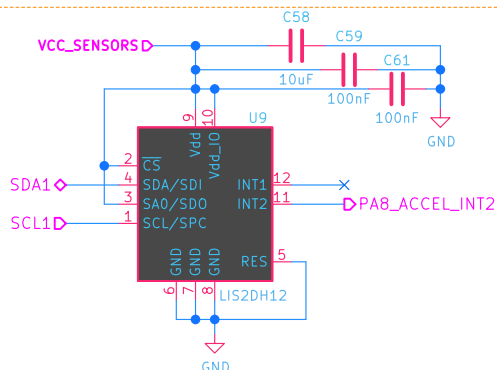 C58
VCC_SENSORS
C59
C61
10uF
100nF
100nF
GND
U9
9
10
Vdd
Vdd_IO
2
CS
SDA1
4
SDA/SDI
INT1
12
3
SA0/SDO
INT2
11
PA8_ACCEL_INT2
SCL1
1
SCL/SPC
RES
5
GND
GND
GND
6
7
8
LIS2DH12
GND